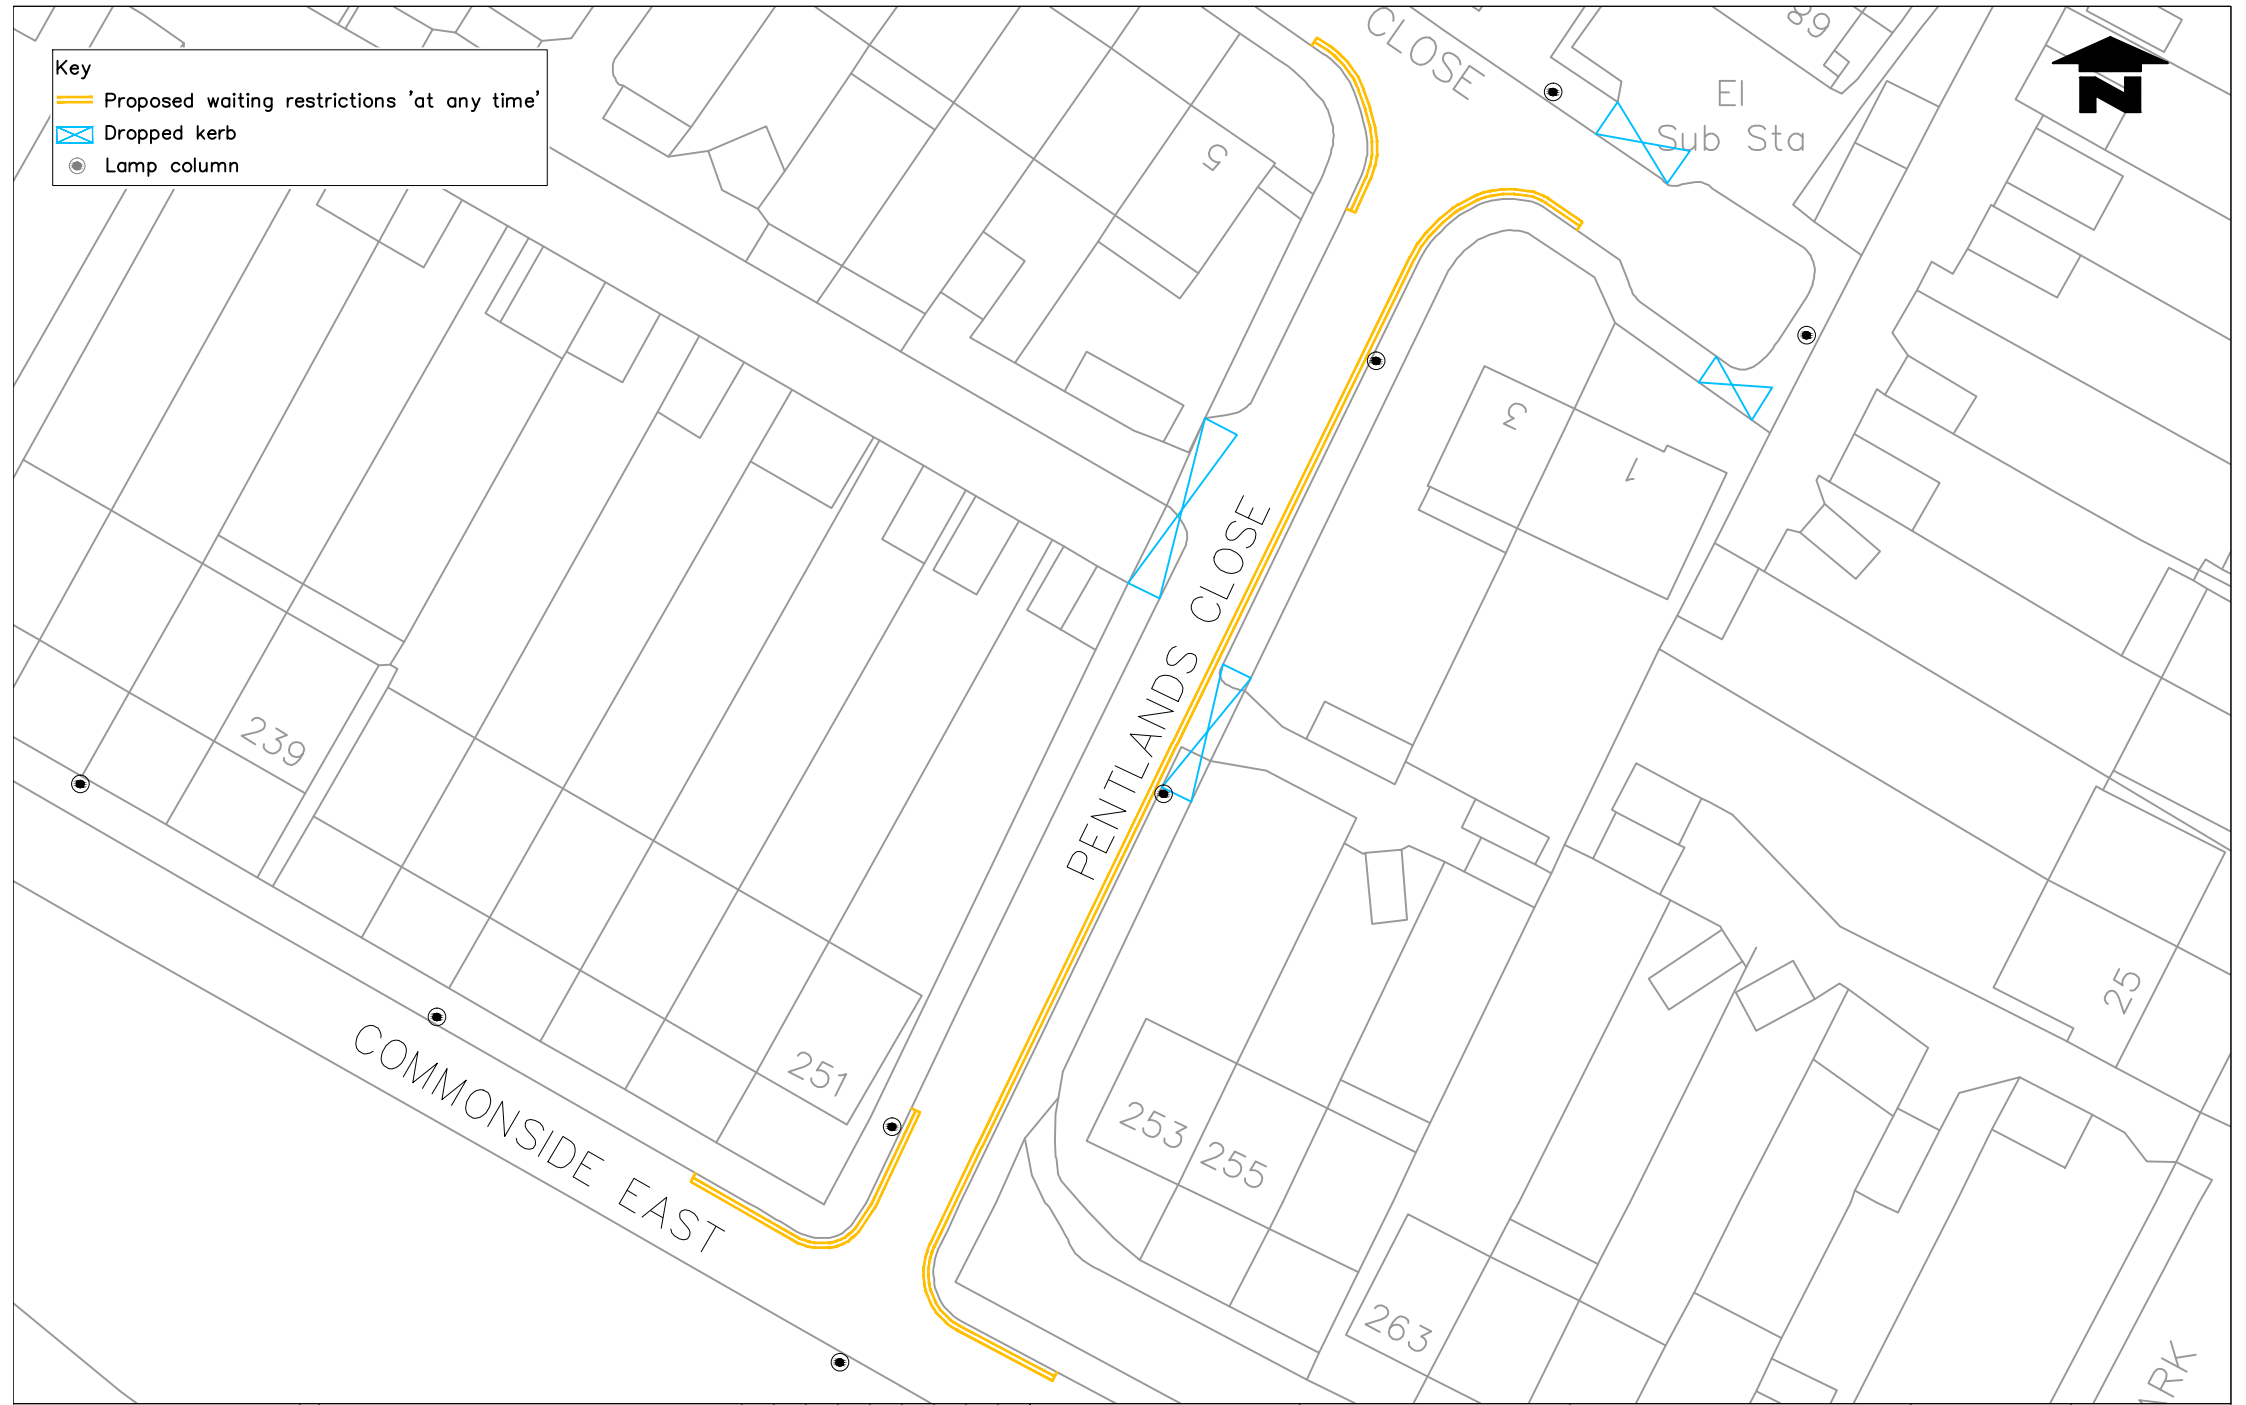 Key
Proposed waiting restrictions 'at any time'
Dropped kerb
Lamp column
CLOSE
89
El
Sub Sta
N
5
3
1
PENTLANDS CLOSE
239
251
COMMONSIDE EAST
253 255
263
25
ARK